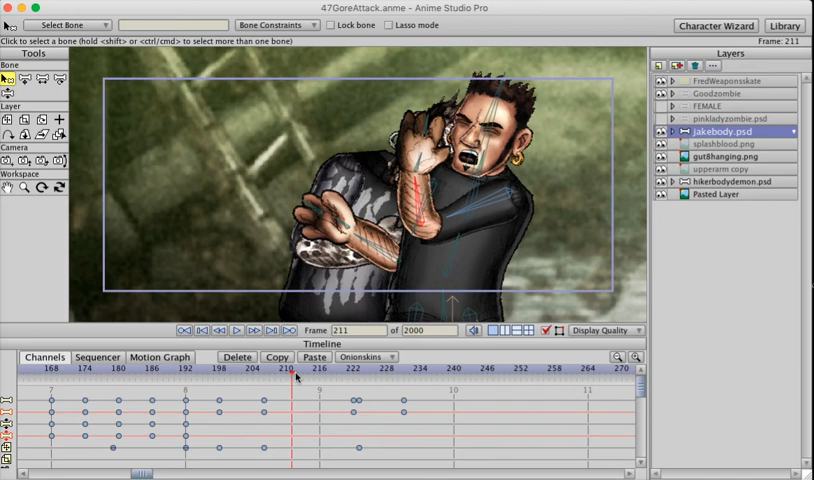 47GoreAttack.anme - Anime Studio Pro
Select Bone Bone Constraints Lock bone Lasso mode Character Wizard Library
Click to select a bone (hold <shift> or <ctrl/cmd> to select more than one bone) Frame: 211
Tools
Bone
Layer
Camera
Workspace
Layers
FredWeaponsskate
Goodzombie
FEMALE
pinkladyzombie.psd
jakebody.psd
splashblood.png
gut8hanging.png
upperarm copy
hikerbodydemon.psd
Pasted Layer
Frame 211 of 2000 Display Quality
Timeline
Channels Sequencer Motion Graph Delete Copy Paste Onionskins
168 174 180 186 192 198 204 210 216 222 228 234 240 246 252 258 264 270
7 8 9 10 11